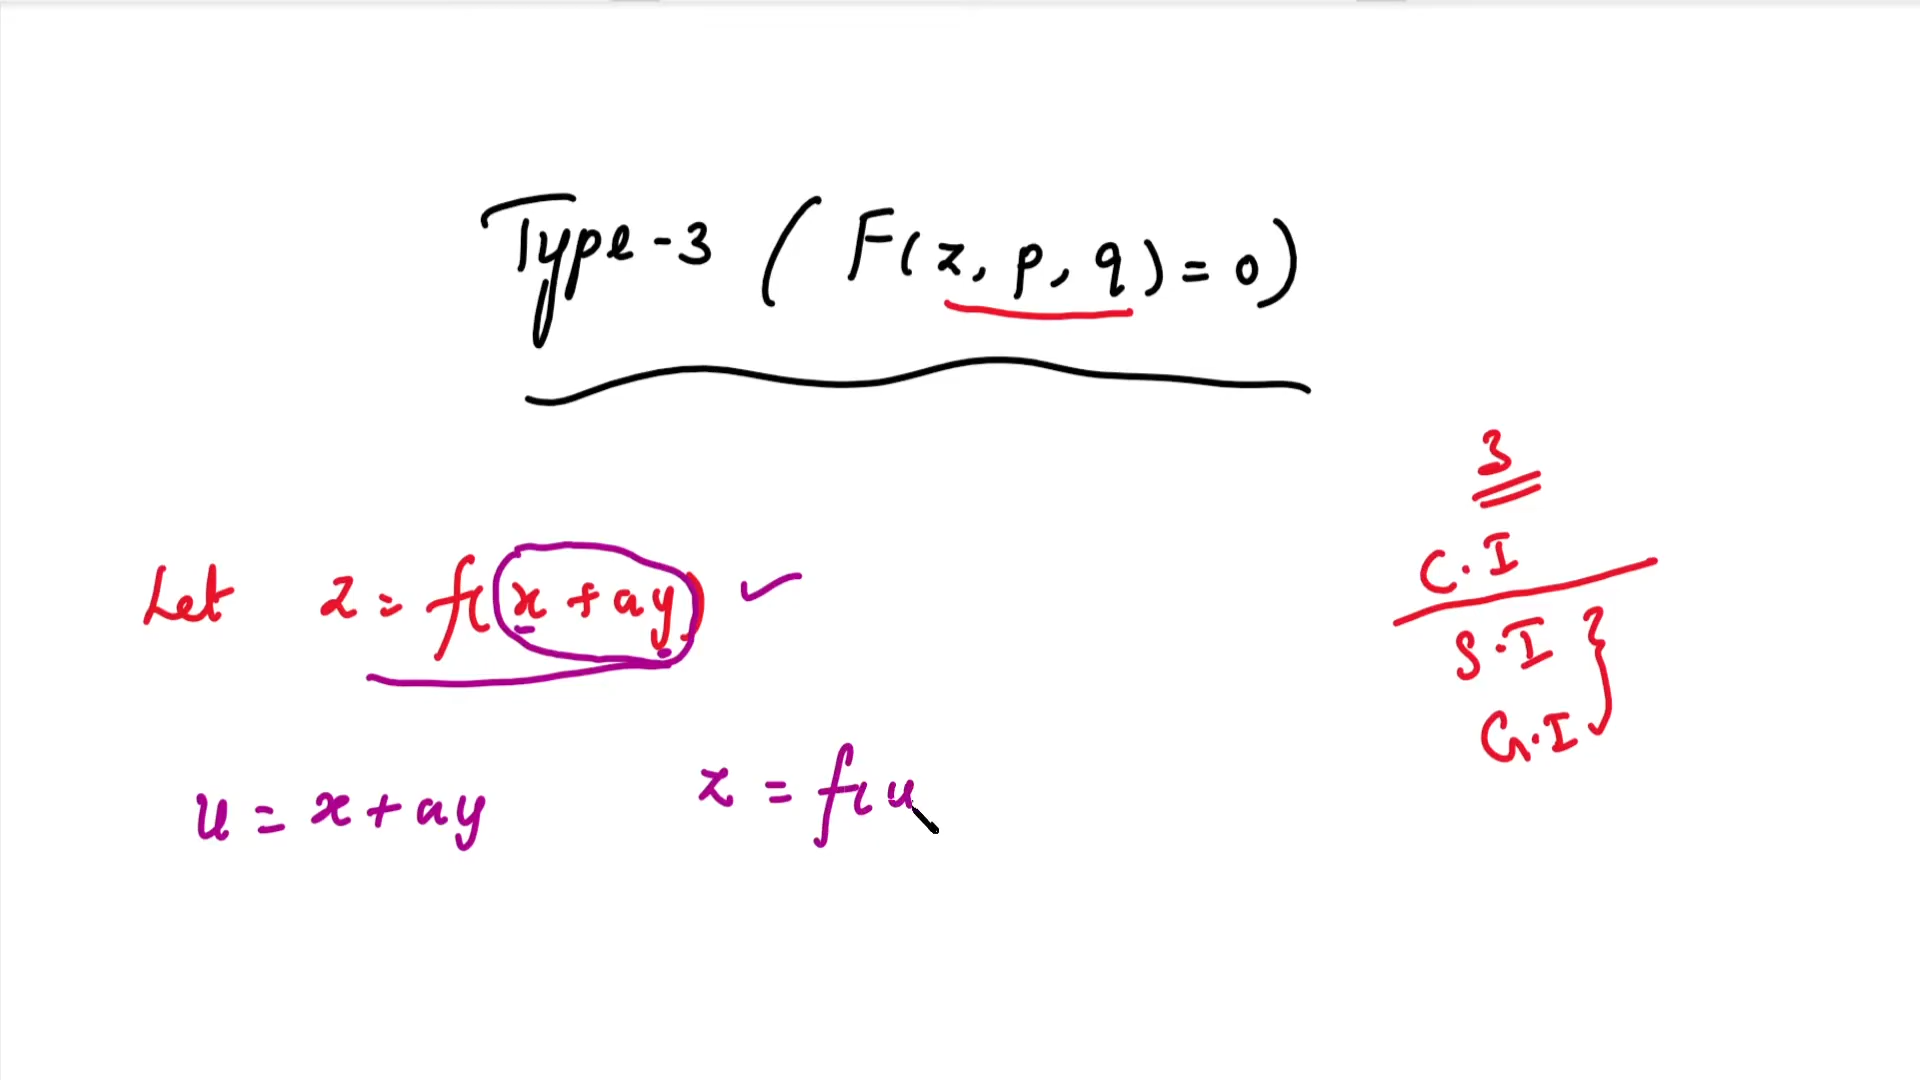 Type-3 ( F(z, p, q) = 0)
3
C.I
S.I
G.I
Let z = f(x + ay)
u = x + ay
z = f(u